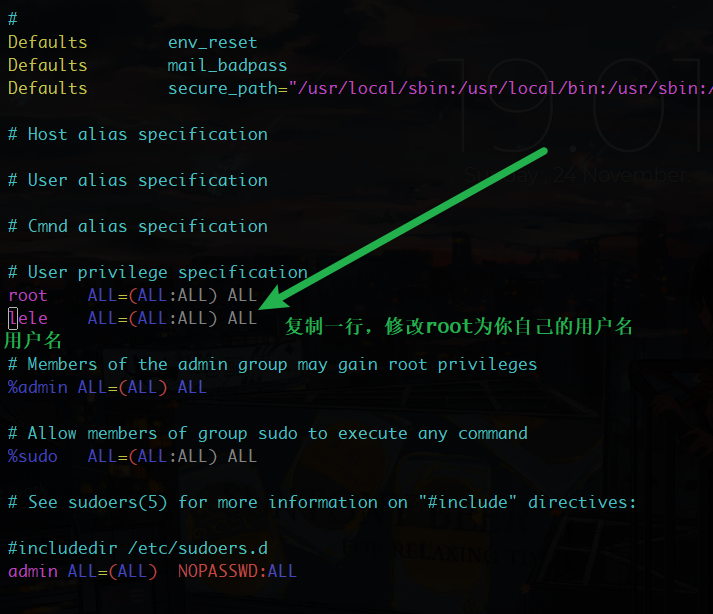 #
Defaults        env_reset
Defaults        mail_badpass
Defaults        secure_path="/usr/local/sbin:/usr/local/bin:/usr/sbin:/
19:01
# Host alias specification
# User alias specification
24 November
# Cmnd alias specification
# User privilege specification
root    ALL=(ALL:ALL) ALL
lele    ALL=(ALL:ALL) ALL
复制一行，修改root为你自己的用户名
用户名
# Members of the admin group may gain root privileges
%admin ALL=(ALL) ALL
# Allow members of group sudo to execute any command
%sudo   ALL=(ALL:ALL) ALL
# See sudoers(5) for more information on "#include" directives:
#includedir /etc/sudoers.d
admin ALL=(ALL)  NOPASSWD:ALL